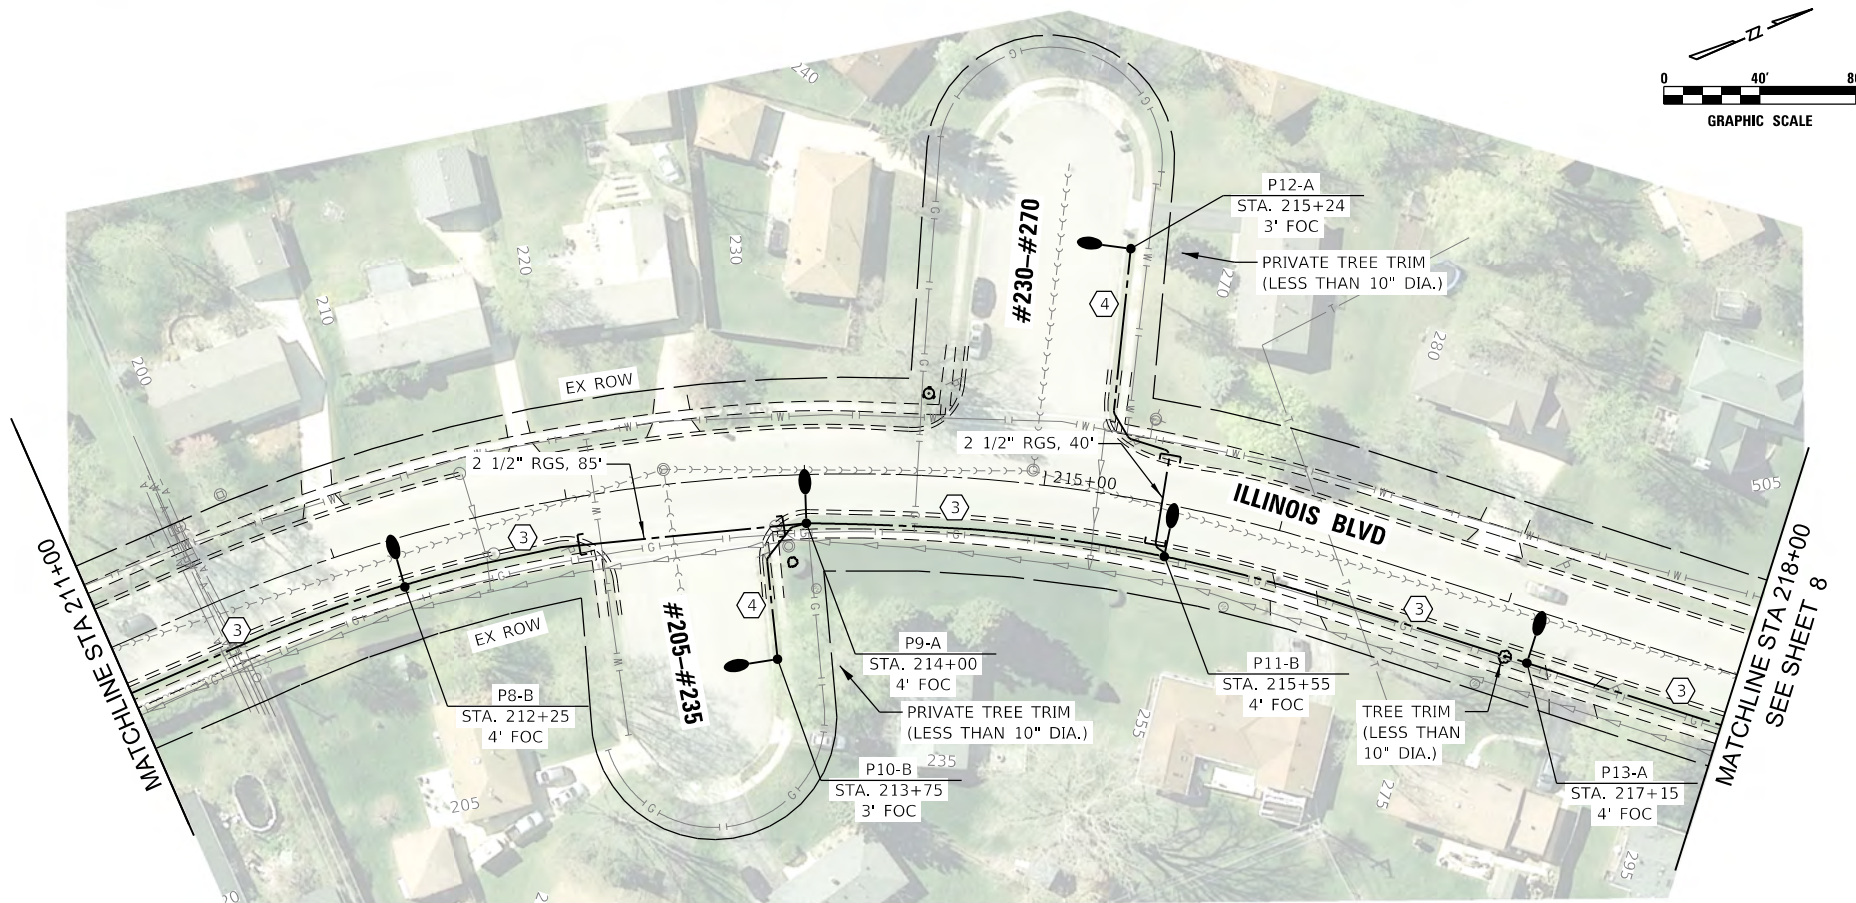 0 40' 80
GRAPHIC SCALE
240
P12-A
STA. 215+24
3' FOC
PRIVATE TREE TRIM
(LESS THAN 10" DIA.)
#230-#270
4
230
220
210
200
270
280
505
EX ROW
2 1/2" RGS, 40'
2 1/2" RGS, 85'
215+00
ILLINOIS BLVD
3
3
3
3
3
4
EX ROW
#205-#235
MATCHLINE STA 211+00
MATCHLINE STA 218+00
SEE SHEET 8
P8-B
STA. 212+25
4' FOC
P9-A
STA. 214+00
4' FOC
PRIVATE TREE TRIM
(LESS THAN 10" DIA.)
P10-B
STA. 213+75
3' FOC
P11-B
STA. 215+55
4' FOC
TREE TRIM
(LESS THAN
10" DIA.)
P13-A
STA. 217+15
4' FOC
205
235
255
275
295